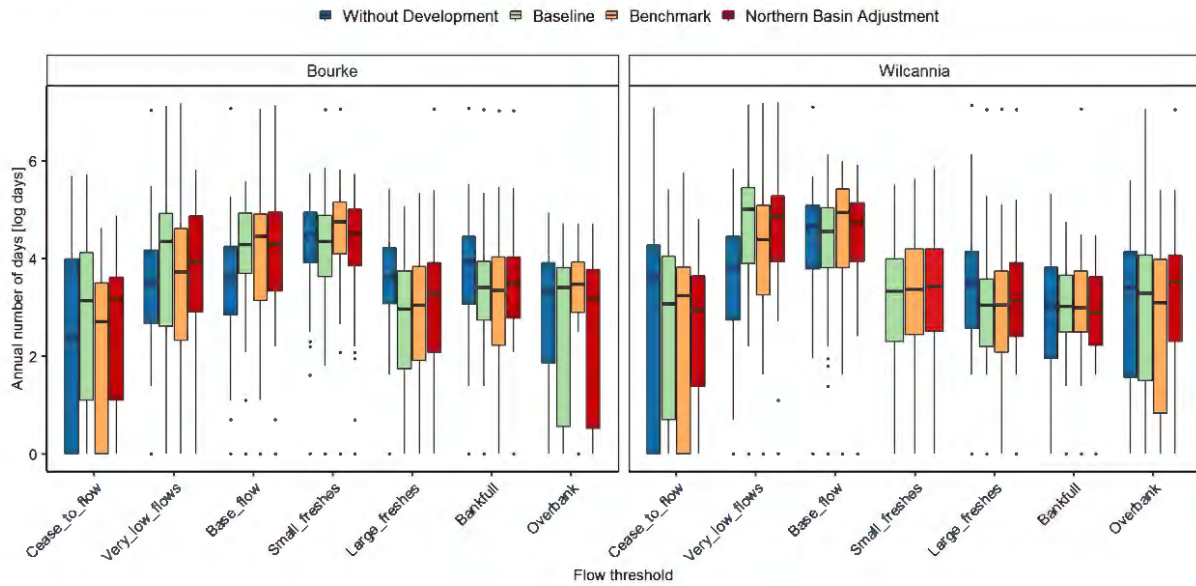 Without Development Baseline Benchmark Northern Basin Adjustment
Bourke Wilcannia
Annual number of days [log days]
6
4
2
0
Cease_to_flow Very_low_flows Base_flow Small_freshes Large_freshes Bankfull Overbank Cease_to_flow Very_low_flows Base_flow Small_freshes Large_freshes Bankfull Overbank
Flow threshold